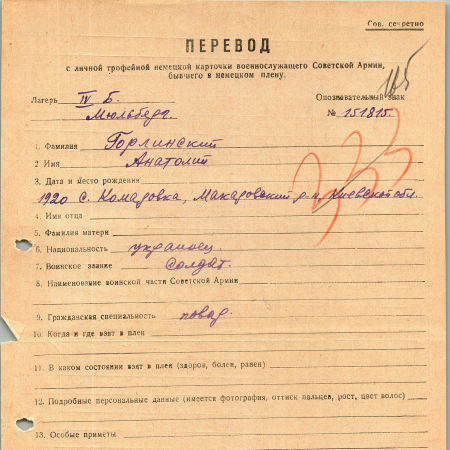 Сов. секретно
ПЕРЕВОД
с личной трофейной немецкой карточки военнослужащего Советской Армии,
бывшего в немецком плену.
105
Лагерь IV Б. Опознавательный знак
Мюльберг. № 151815.
333
1. Фамилия Горлинский
2 Имя Анатолий
3. Дата и место рождения
1920 с. Комадовка, Макадовский р-н, Киевской обл.
4. Имя отца
5. Фамилия матери
6. Национальность украинец.
7. Воинское звание солдат.
8. Наименование воинской части Советской Армии
9. Гражданская специальность повар.
10. Когда и где взят в плен
11. В каком состоянии взят в плен (здоров, болен, ранен)
12. Подробные персональные данные (имеется фотография, оттиск пальцев, рост, цвет волос)
13. Особые приметы